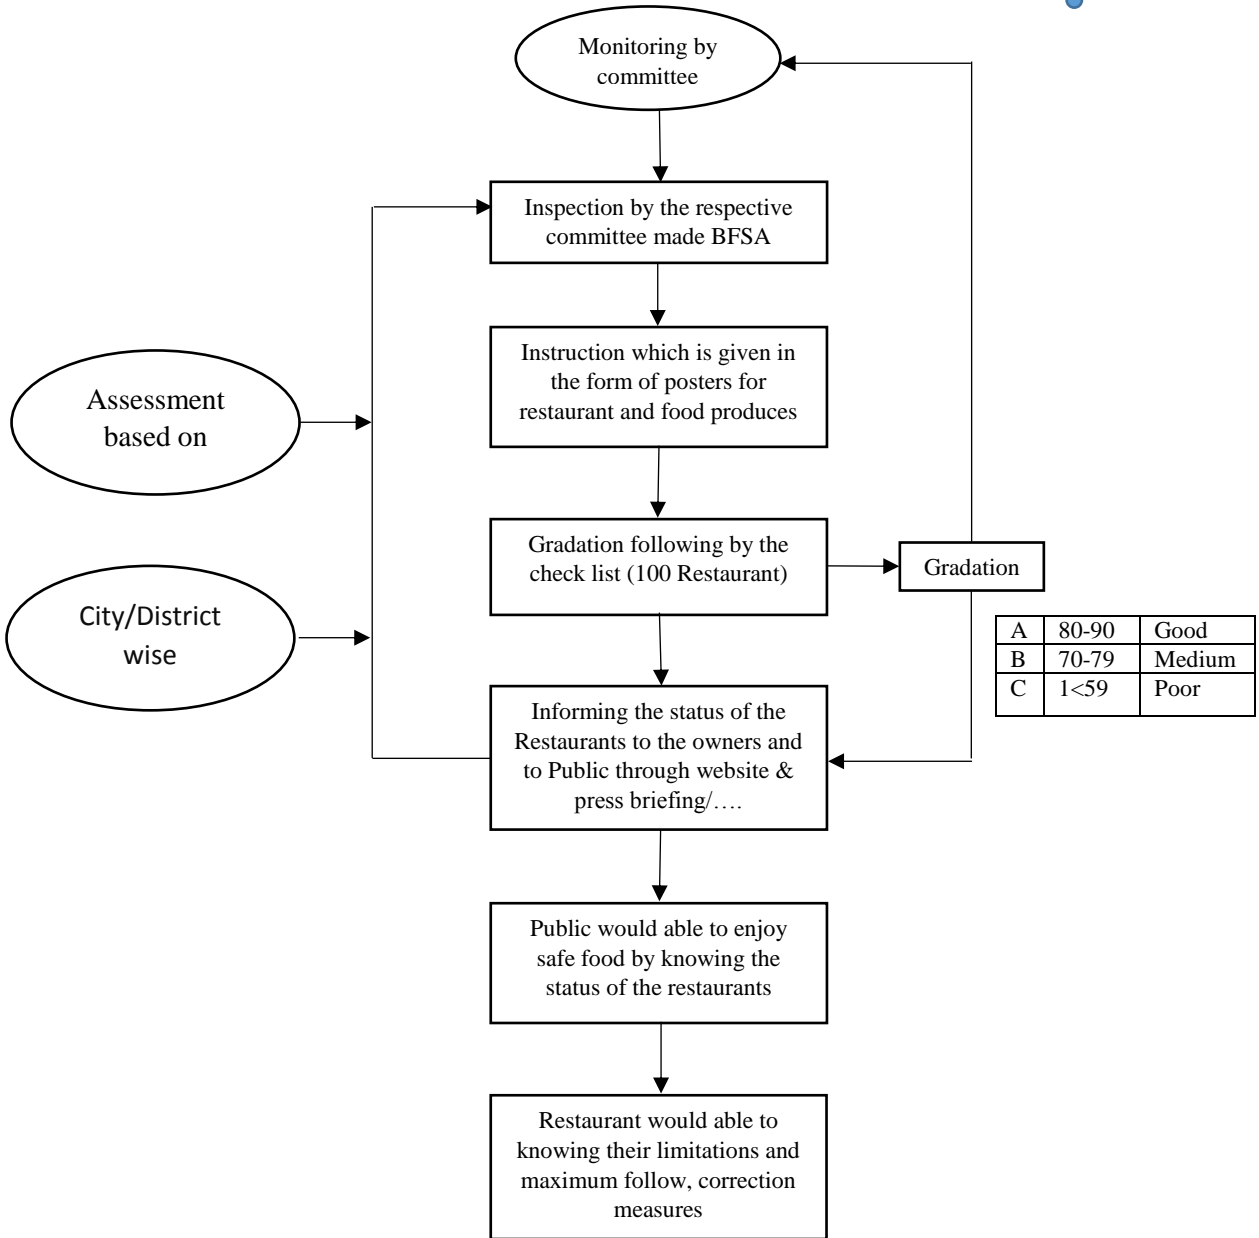 Monitoring by
committee
Inspection by the respective
committee made BFSA
Instruction which is given in
the form of posters for
restaurant and food produces
Assessment
based on
Gradation following by the
check list (100 Restaurant)
Gradation
City/District
wise
A 80-90 Good
B 70-79 Medium
C 1<59 Poor
Informing the status of the
Restaurants to the owners and
to Public through website &
press briefing/….
Public would able to enjoy
safe food by knowing the
status of the restaurants
Restaurant would able to
knowing their limitations and
maximum follow, correction
measures